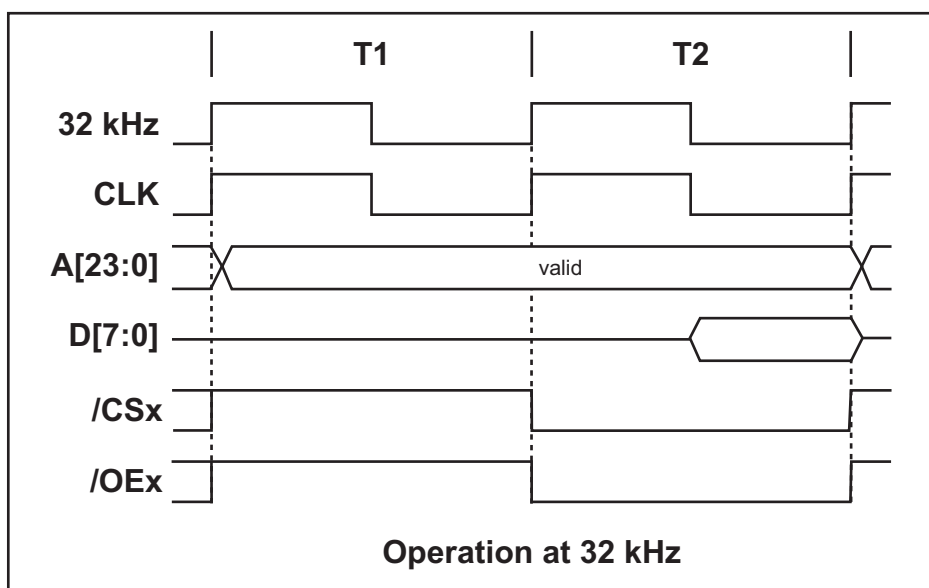 T1 T2
32 kHz
CLK
A[23:0] valid
D[7:0]
/CSx
/OEx
Operation at 32 kHz